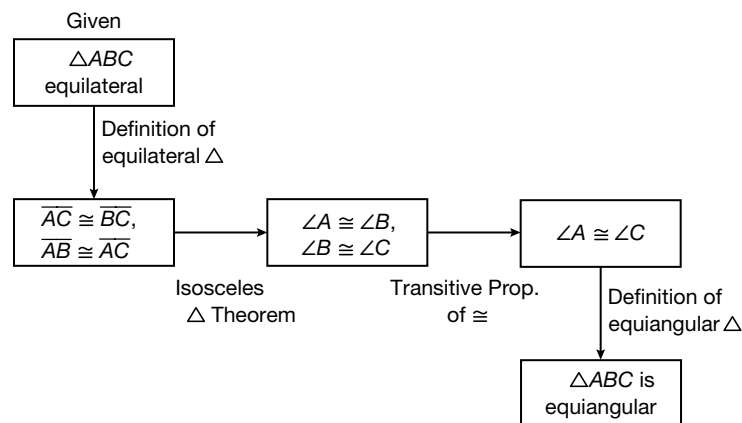 Given
△ABC
equilateral
Definition of
equilateral △
AC ≅ BC,
AB ≅ AC
Isosceles
△ Theorem
∠A ≅ ∠B,
∠B ≅ ∠C
Transitive Prop.
of ≅
∠A ≅ ∠C
Definition of
equiangular △
△ABC is
equiangular